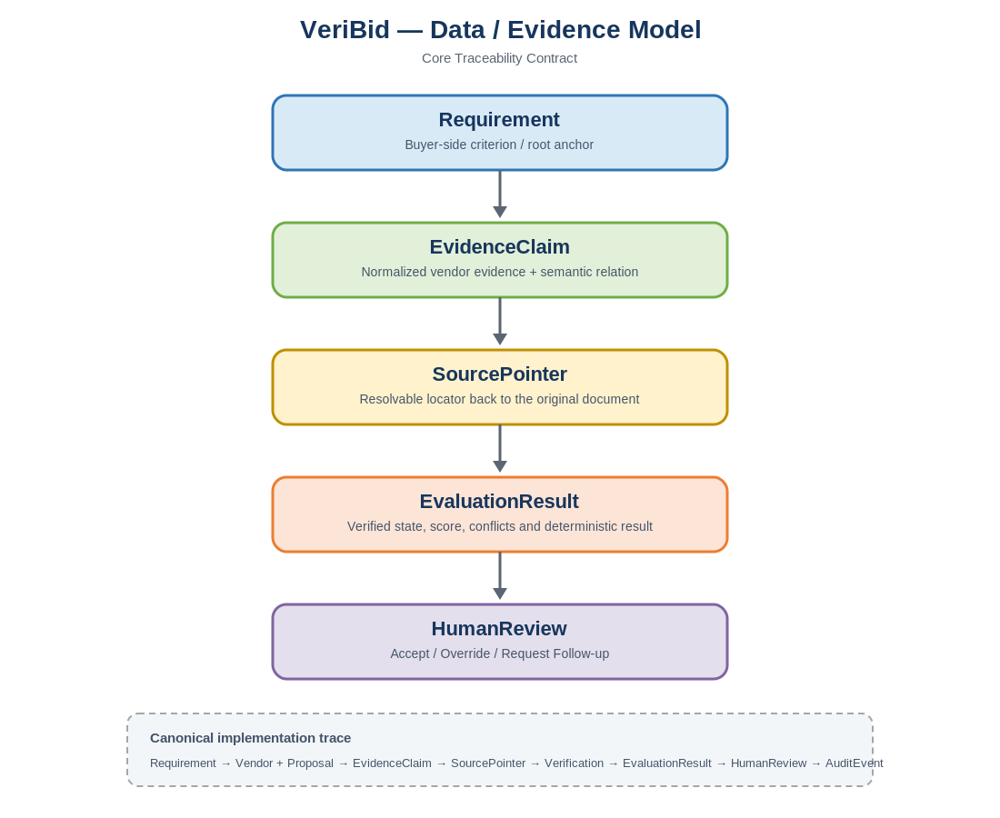 VeriBid — Data / Evidence Model
Core Traceability Contract
Requirement
Buyer-side criterion / root anchor
EvidenceClaim
Normalized vendor evidence + semantic relation
SourcePointer
Resolvable locator back to the original document
EvaluationResult
Verified state, score, conflicts and deterministic result
HumanReview
Accept / Override / Request Follow-up
Canonical implementation trace
Requirement → Vendor + Proposal → EvidenceClaim → SourcePointer → Verification → EvaluationResult → HumanReview → AuditEvent